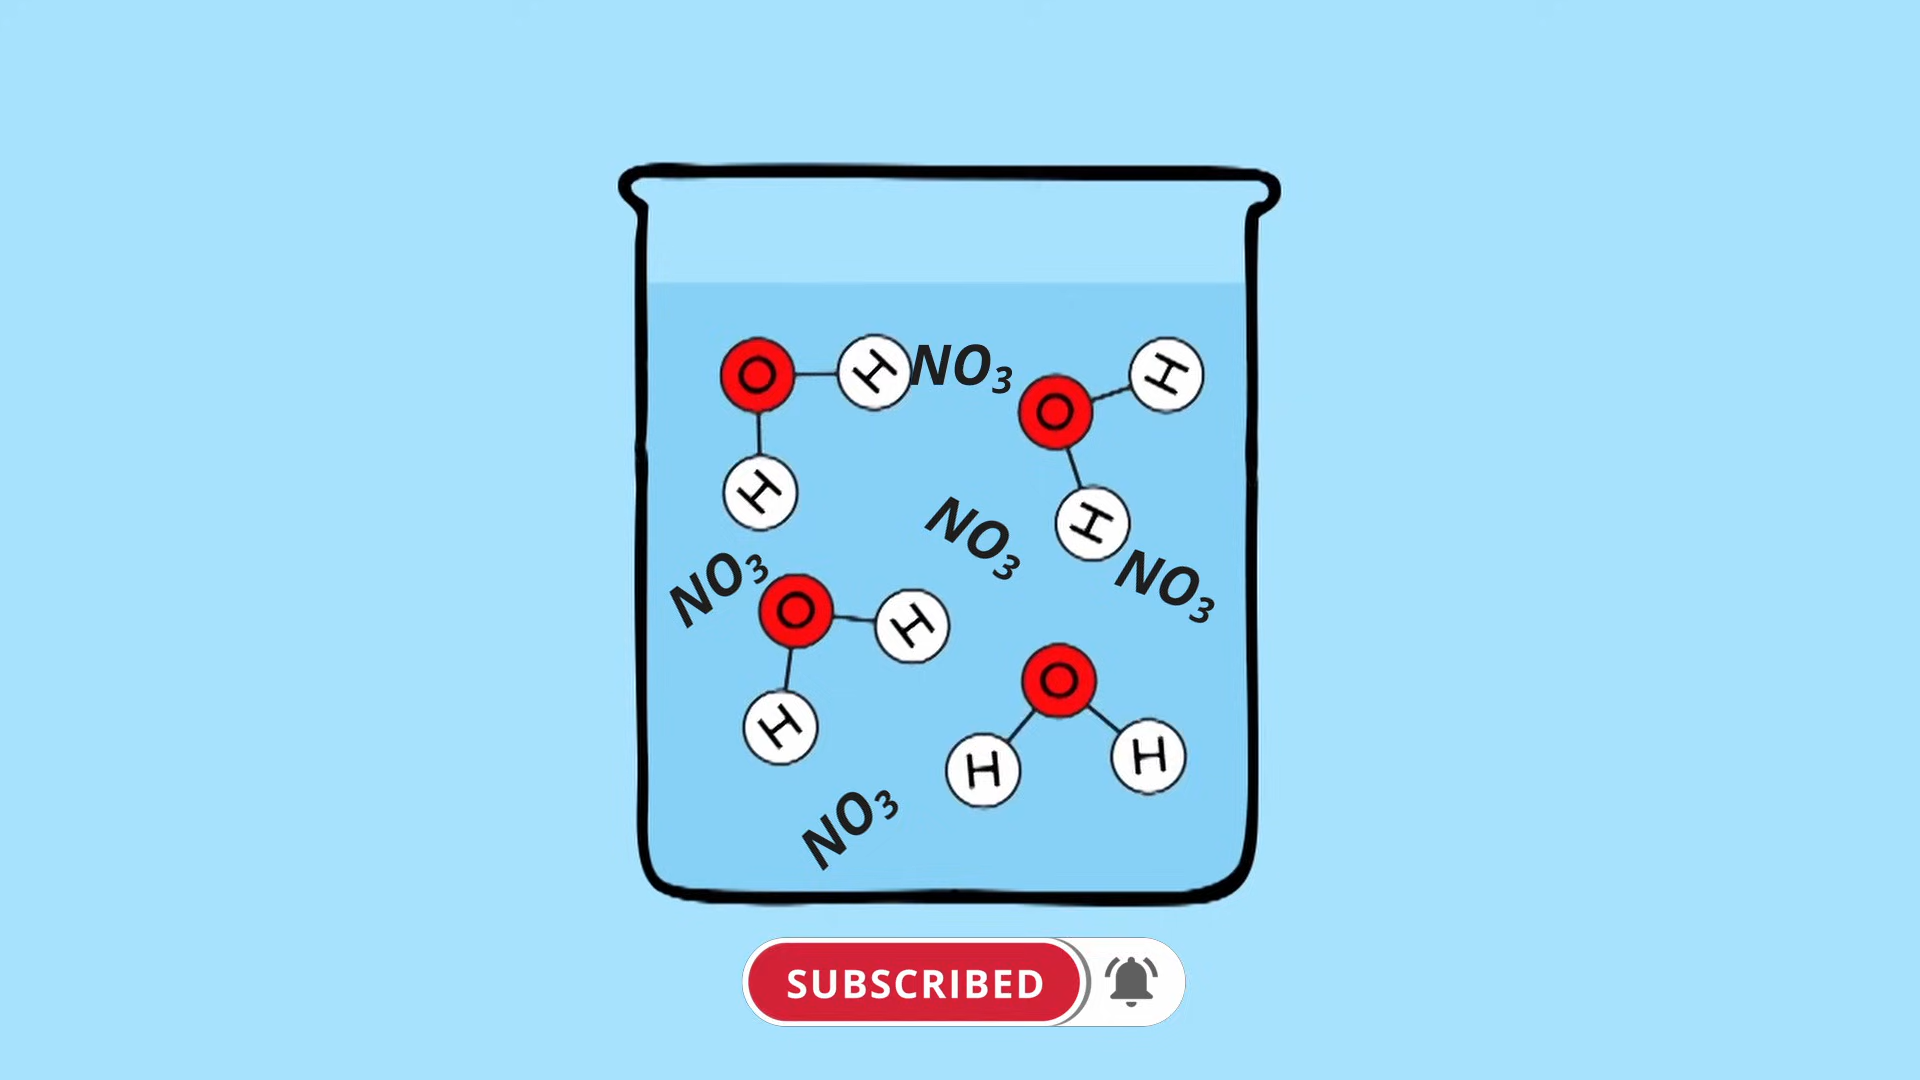 O H NO₃ O H
H NO₃ H
NO₃ NO₃
O H
H O
H H
NO₃
SUBSCRIBED